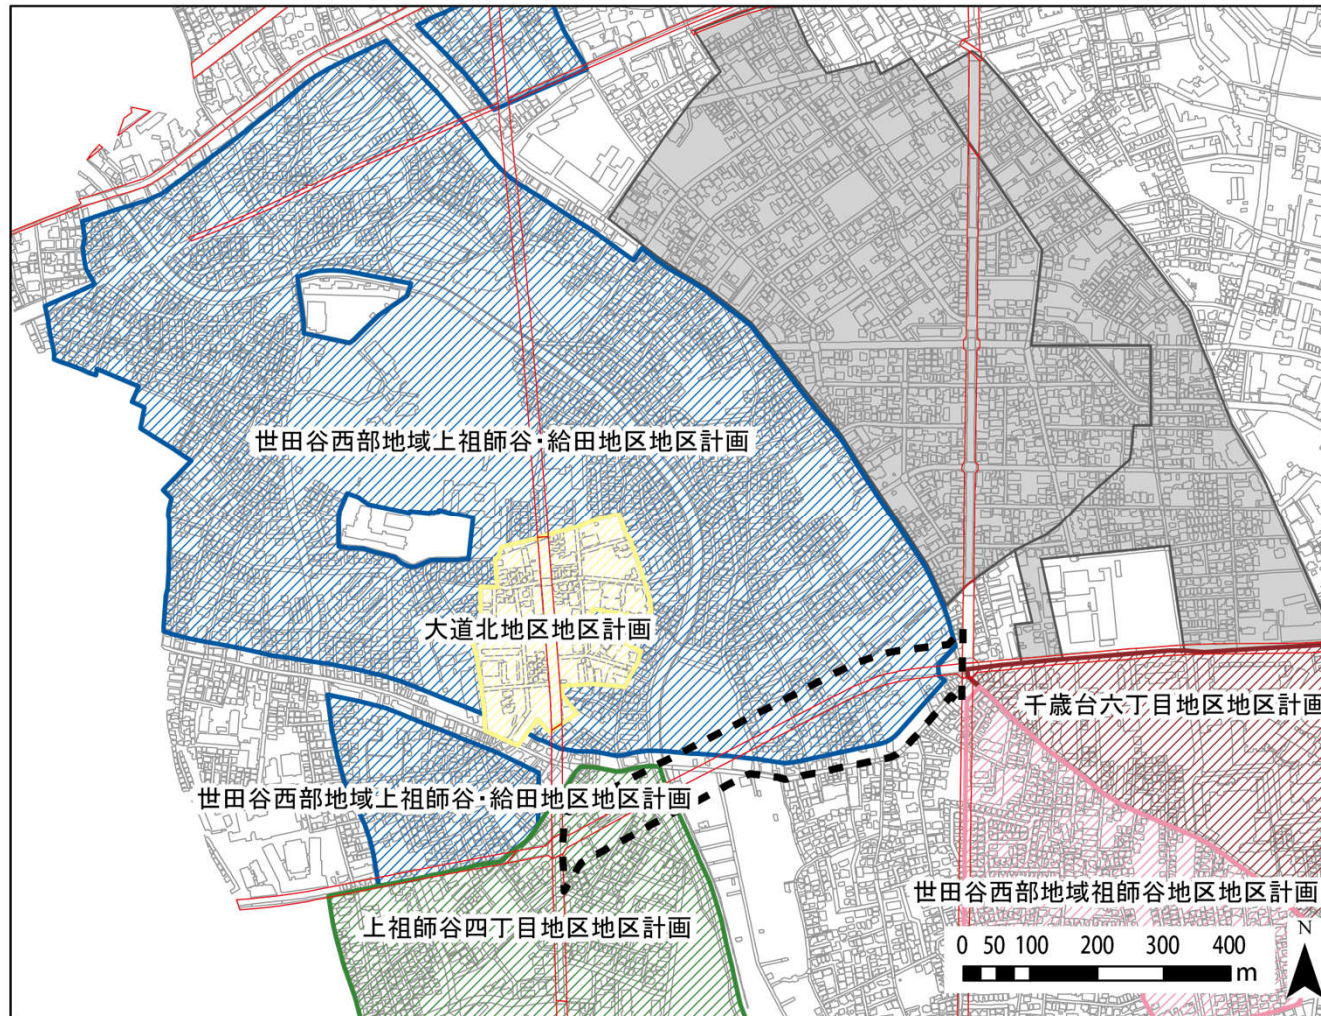 世田谷西部地域上祖師谷・給田地区地区計画
大道北地区地区計画
千歳台六丁目地区地区計画
世田谷西部地域上祖師谷・給田地区地区計画
世田谷西部地域祖師谷地区地区計画
上祖師谷四丁目地区地区計画
N
0 50 100 200 300 400
m